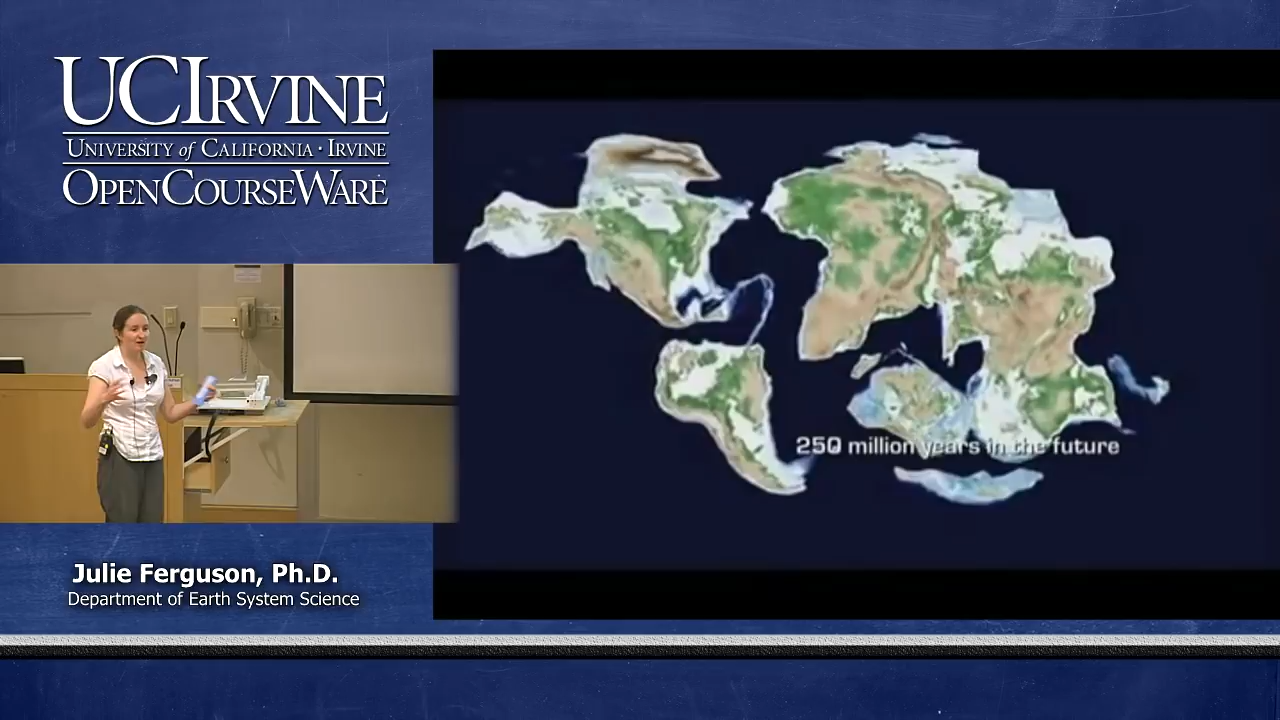 UCIRVINE
UNIVERSITY of CALIFORNIA · IRVINE
OPENCOURSEWARE
250 million years in the future
Julie Ferguson, Ph.D.
Department of Earth System Science